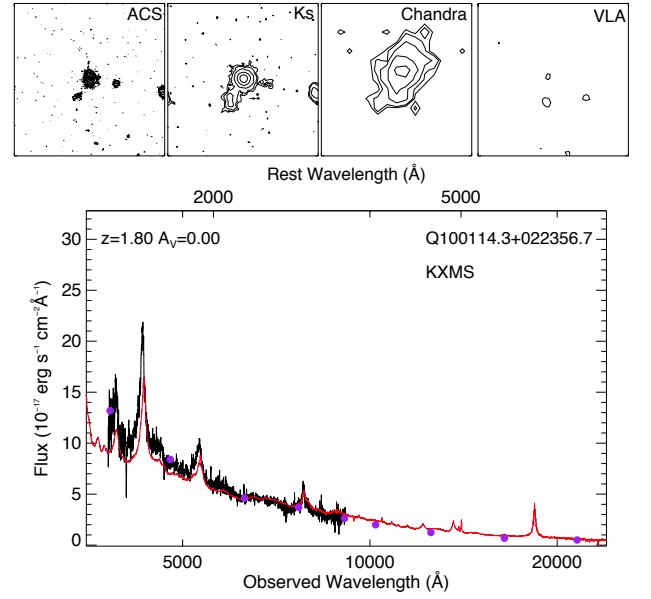 ACS Ks Chandra VLA
Rest Wavelength (Å)
2000 5000
z=1.80 A_V=0.00 Q100114.3+022356.7
KXMS
30
25
20
15
10
5
0
Flux (10⁻¹⁷ erg s⁻¹ cm⁻²Å⁻¹)
5000 10000 20000
Observed Wavelength (Å)